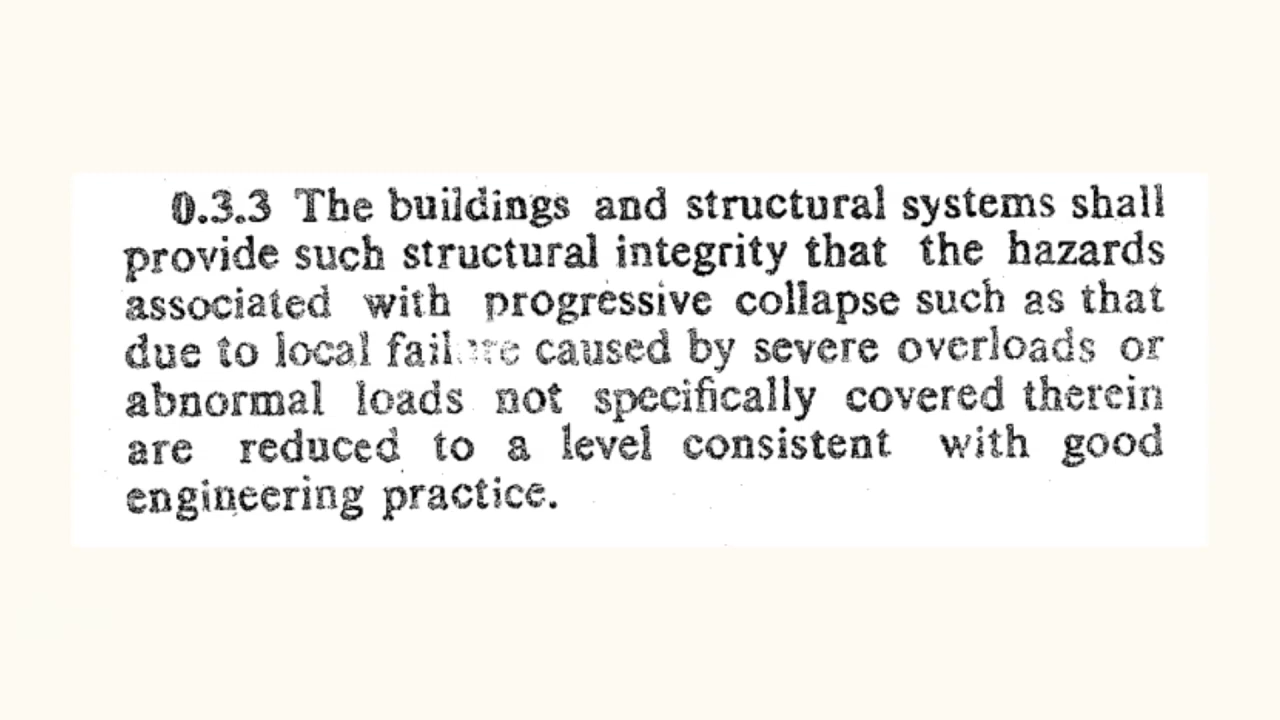 0.3.3 The buildings and structural systems shall
provide such structural integrity that the hazards
associated with progressive collapse such as that
due to local failure caused by severe overloads or
abnormal loads not specifically covered therein
are reduced to a level consistent with good
engineering practice.